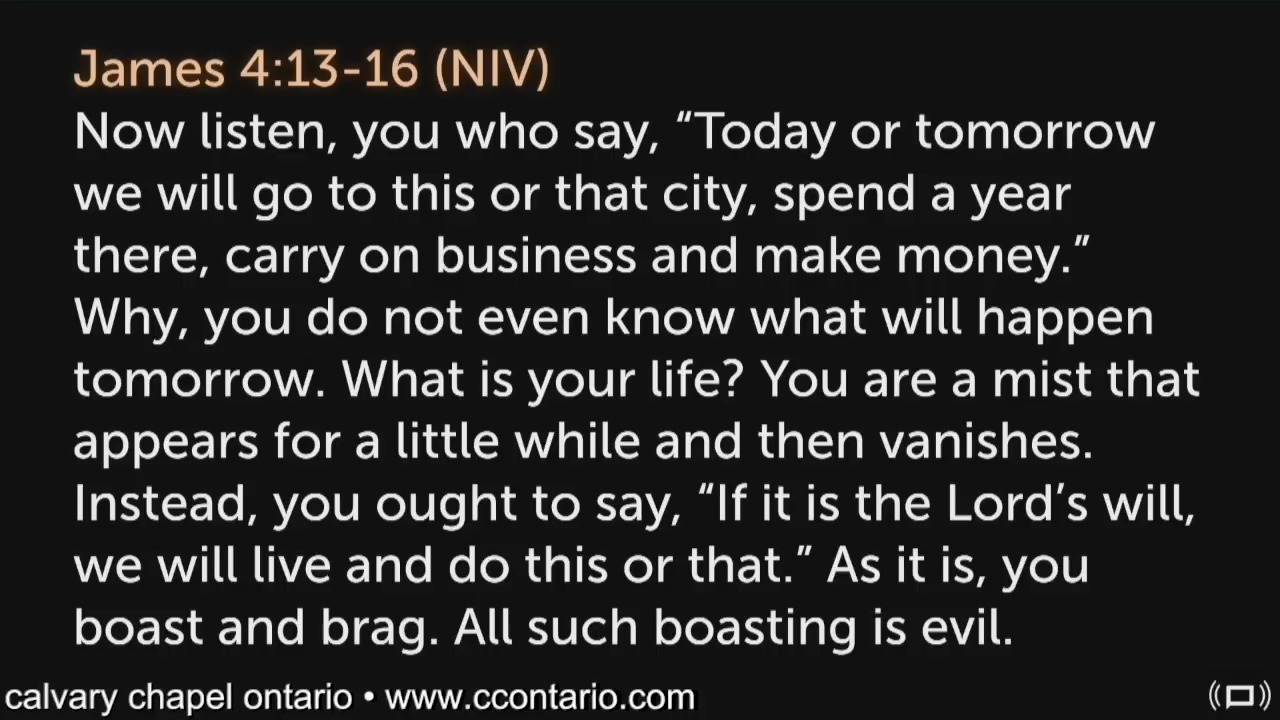 James 4:13-16 (NIV)
Now listen, you who say, “Today or tomorrow
we will go to this or that city, spend a year
there, carry on business and make money.”
Why, you do not even know what will happen
tomorrow. What is your life? You are a mist that
appears for a little while and then vanishes.
Instead, you ought to say, “If it is the Lord’s will,
we will live and do this or that.” As it is, you
boast and brag. All such boasting is evil.
calvary chapel ontario • www.ccontario.com